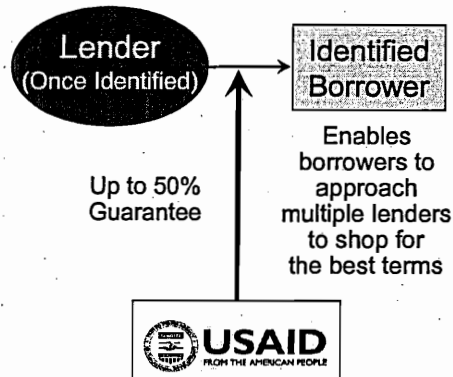 Lender
(Once Identified)
Identified
Borrower
Enables
borrowers to
approach
multiple lenders
to shop for
the best terms
Up to 50%
Guarantee
USAID
FROM THE AMERICAN PEOPLE